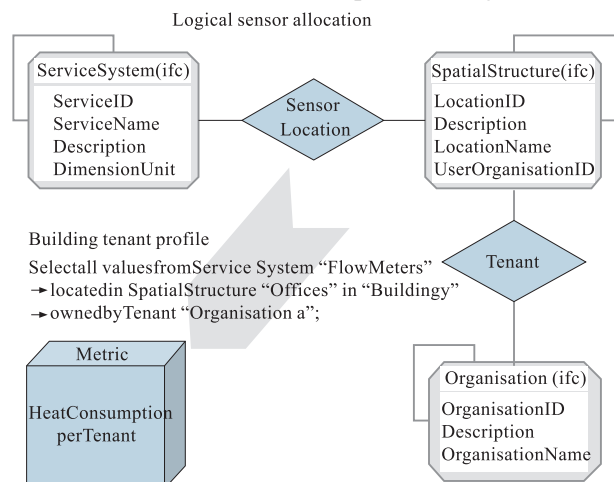 Logical sensor allocation
ServiceSystem(ifc)
ServiceID
ServiceName
Description
DimensionUnit
Sensor
Location
SpatialStructure(ifc)
LocationID
Description
LocationName
UserOrganisationID
Building tenant profile
Selectall valuesfromService System “FlowMeters”
→locatedin SpatialStructure “Offices” in “Buildingy”
→ownedbyTenant “Organisation a”;
Tenant
Metric
HeatConsumption
perTenant
Organisation (ifc)
OrganisationID
Description
OrganisationName